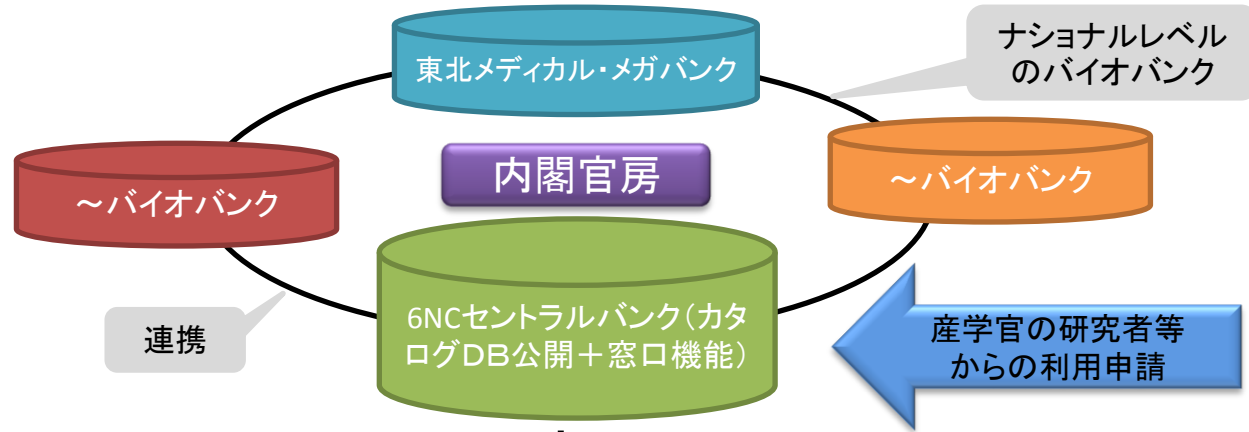 ナショナルレベル
のバイオバンク
東北メディカル・メガバンク
内閣官房
～バイオバンク
～バイオバンク
6NCセントラルバンク（カタ
ログＤＢ公開＋窓口機能）
連携
産学官の研究者等
からの利用申請